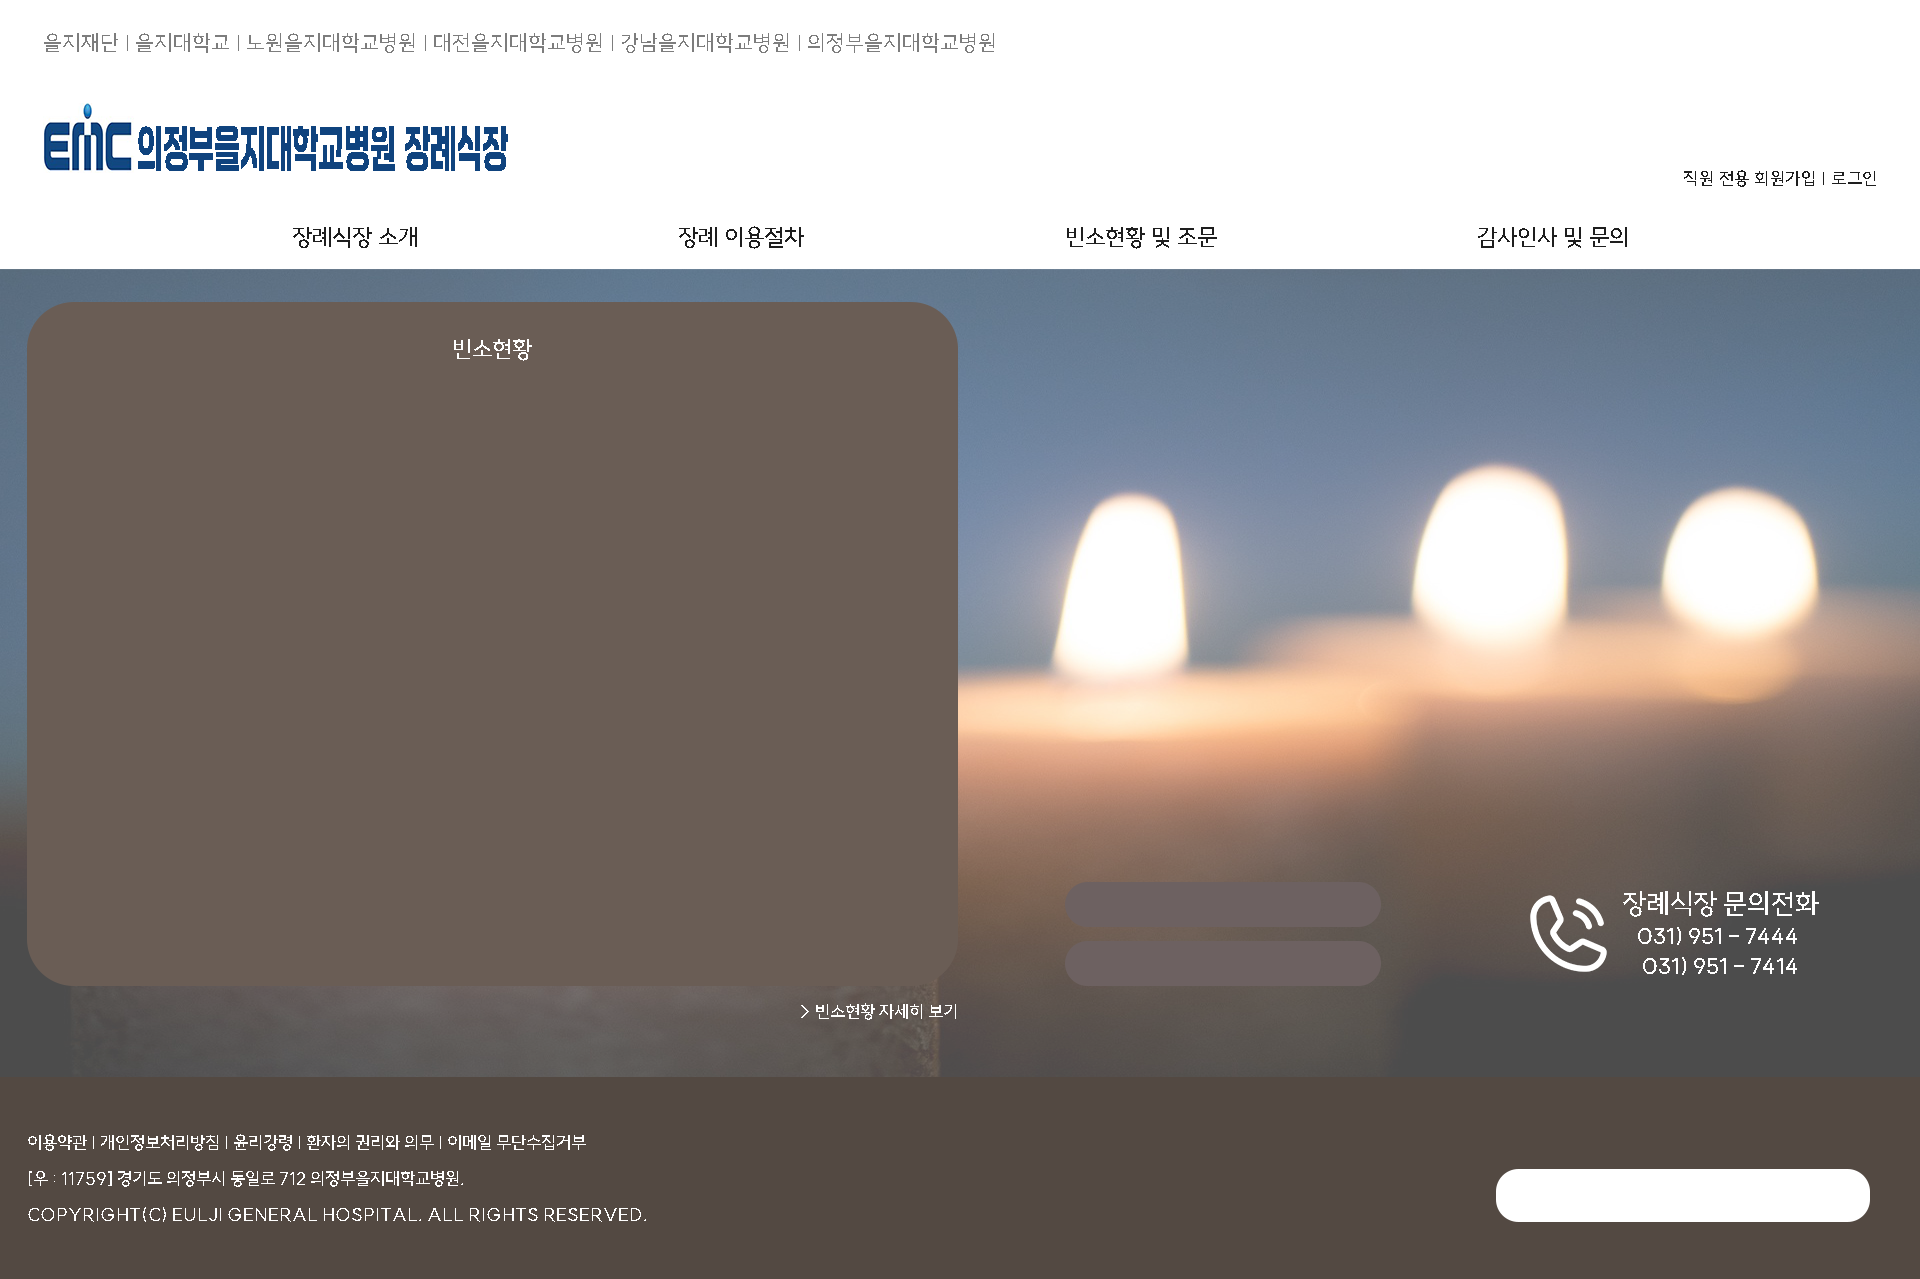 을지재단 | 을지대학교 | 노원을지대학교병원 | 대전을지대학교병원 | 강남을지대학교병원 | 의정부을지대학교병원
EMC 의정부을지대학교병원 장례식장
직원 전용 회원가입 | 로그인
장례식장 소개
장례 이용절차
빈소현황 및 조문
감사인사 및 문의
빈소현황
장례식장 문의전화
031) 951 - 7444
031) 951 - 7414
> 빈소현황 자세히 보기
이용약관 | 개인정보처리방침 | 윤리강령 | 환자의 권리와 의무 | 이메일 무단수집거부
[우 : 11759] 경기도 의정부시 동일로 712 의정부을지대학교병원.
COPYRIGHT(C) EULJI GENERAL HOSPITAL. ALL RIGHTS RESERVED.